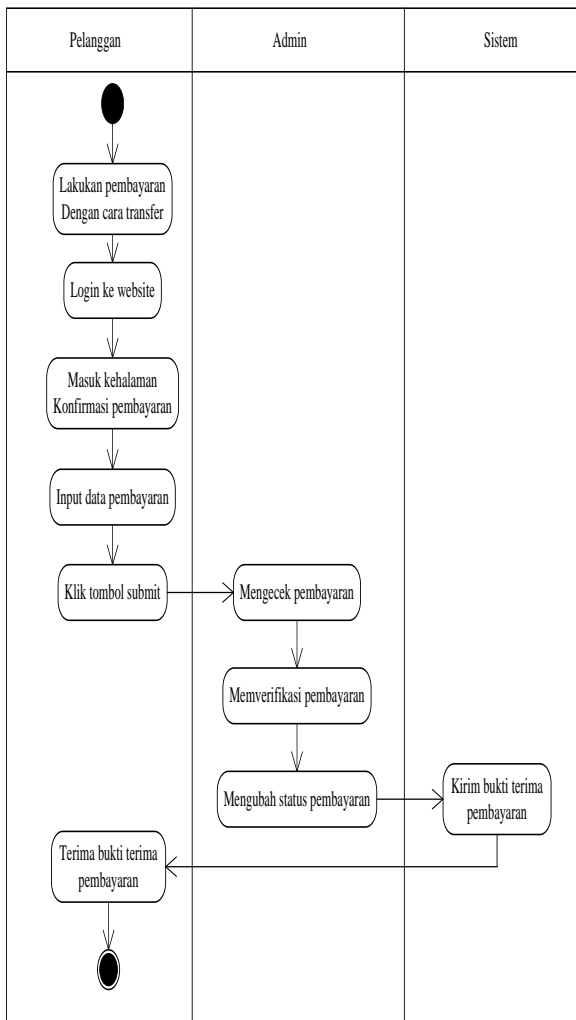 Pelanggan
Admin
Sistem
Lakukan pembayaran
Dengan cara transfer
Login ke website
Masuk kehalaman
Konfirmasi pembayaran
Input data pembayaran
Klik tombol submit
Mengecek pembayaran
Memverifikasi pembayaran
Mengubah status pembayaran
Kirim bukti terima
pembayaran
Terima bukti terima
pembayaran